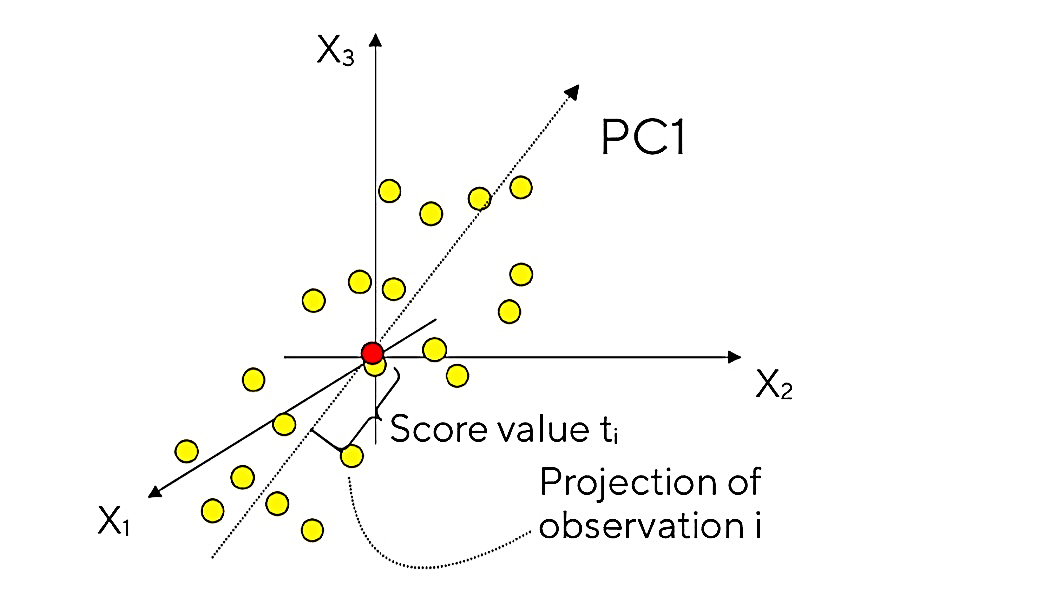 X₃
PC1
X₂
Score value tᵢ
Projection of
observation i
X₁